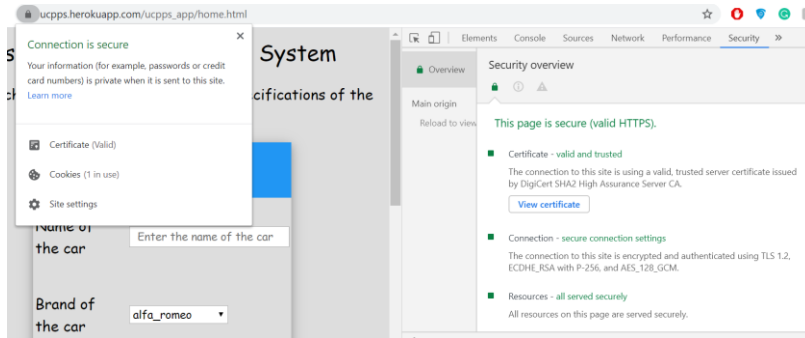 ucpps.herokuapp.com/ucpps_app/home.html
Connection is secure
Your information (for example, passwords or credit
card numbers) is private when it is sent to this site.
Learn more
Certificate (Valid)
Cookies (1 in use)
Site settings
System
cifications of the
Name of
the car
Enter the name of the car
Brand of
the car
alfa_romeo
Elements Console Sources Network Performance Security
Overview
Main origin
Reload to view
Security overview
This page is secure (valid HTTPS).
Certificate - valid and trusted
The connection to this site is using a valid, trusted server certificate issued
by DigiCert SHA2 High Assurance Server CA.
View certificate
Connection - secure connection settings
The connection to this site is encrypted and authenticated using TLS 1.2,
ECDHE_RSA with P-256, and AES_128_GCM.
Resources - all served securely
All resources on this page are served securely.